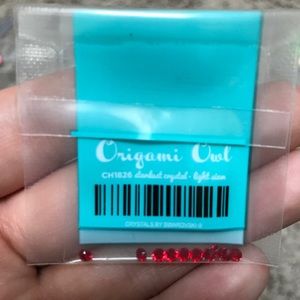 Origami Owl
CH1826 stardust crystal - light siam
CRYSTALS BY SWAROVSKI ®